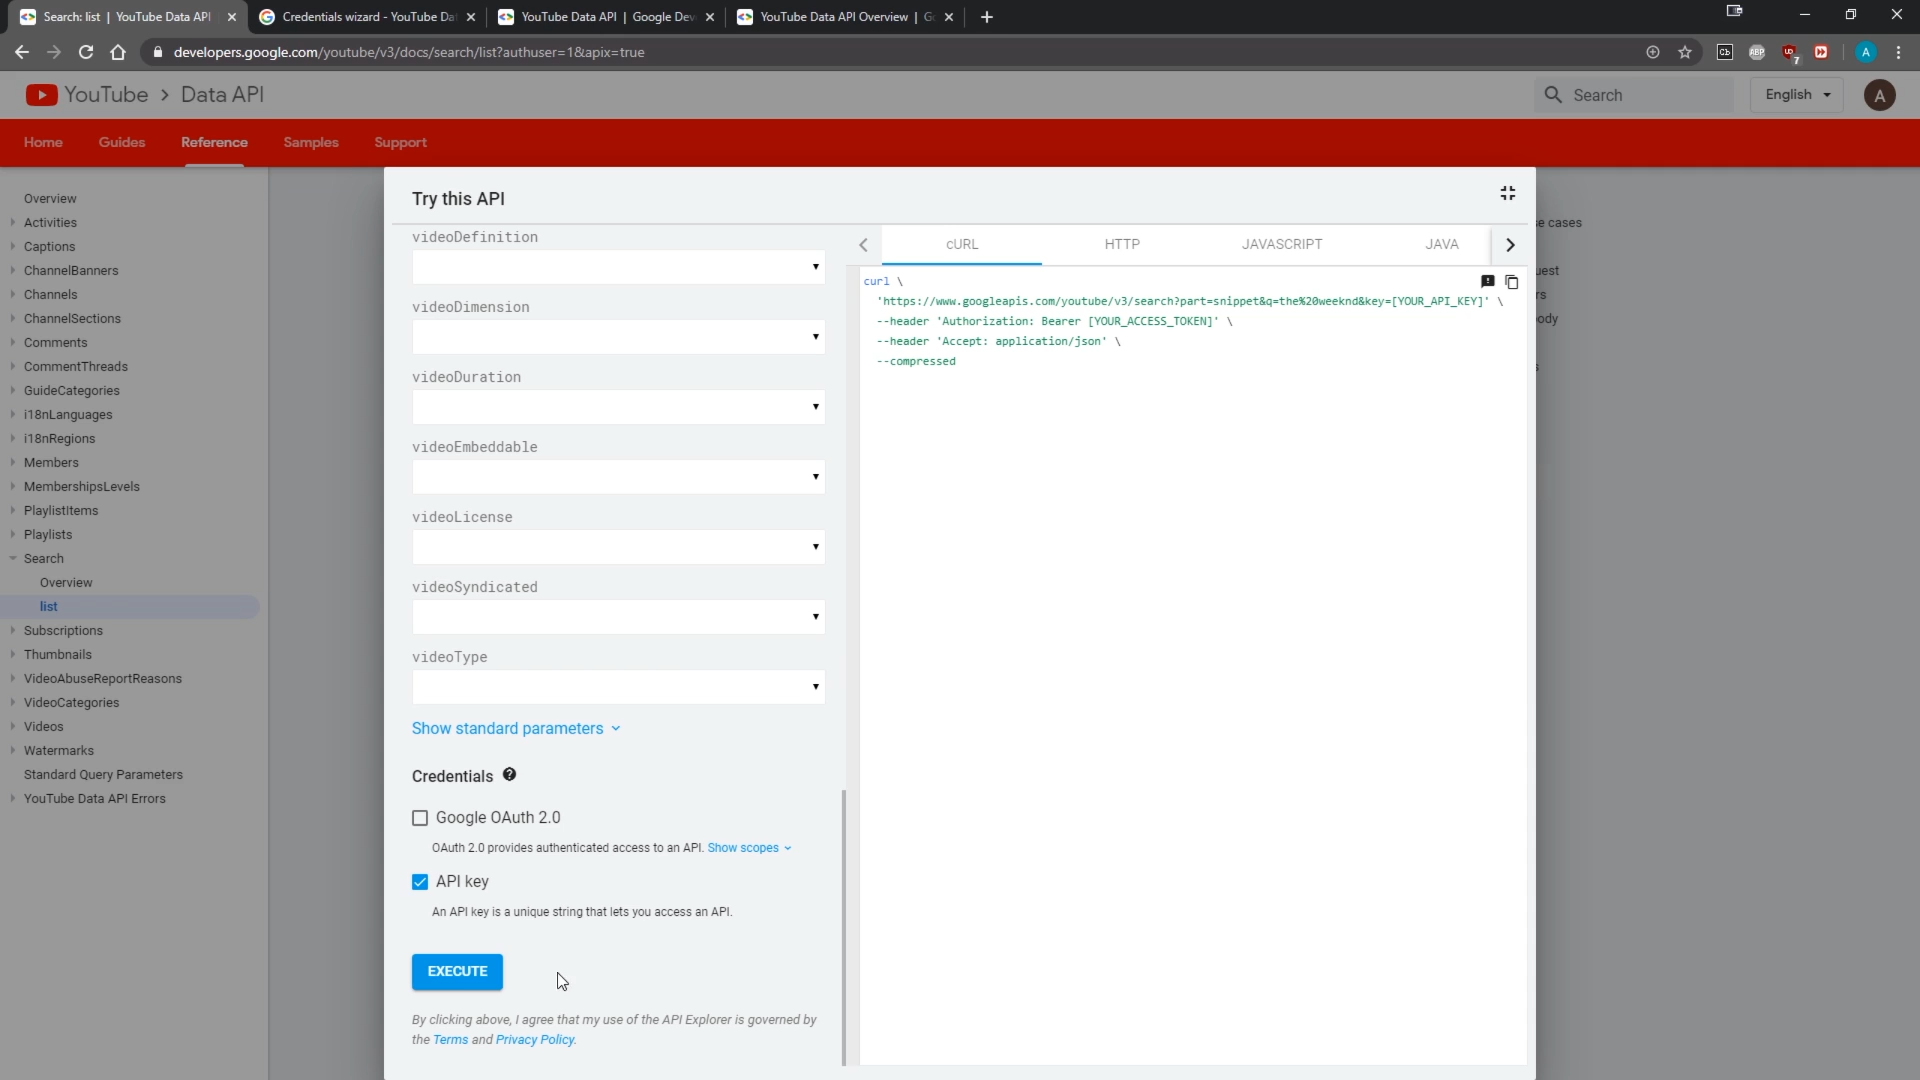 Search: list | YouTube Data API
Credentials wizard - YouTube Dat
YouTube Data API | Google Dev
YouTube Data API Overview | G
developers.google.com/youtube/v3/docs/search/list?authuser=1&apix=true
ABP
7
A
YouTube > Data API
Search
English
A
Home
Guides
Reference
Samples
Support
Overview
Activities
Captions
ChannelBanners
Channels
ChannelSections
Comments
CommentThreads
GuideCategories
i18nLanguages
i18nRegions
Members
MembershipsLevels
PlaylistItems
Playlists
Search
Overview
list
Subscriptions
Thumbnails
VideoAbuseReportReasons
VideoCategories
Videos
Watermarks
Standard Query Parameters
YouTube Data API Errors
Try this API
videoDefinition
videoDimension
videoDuration
videoEmbeddable
videoLicense
videoSyndicated
videoType
Show standard parameters
Credentials
Google OAuth 2.0
OAuth 2.0 provides authenticated access to an API. Show scopes
API key
An API key is a unique string that lets you access an API.
EXECUTE
By clicking above, I agree that my use of the API Explorer is governed by
the Terms and Privacy Policy.
cURL
HTTP
JAVASCRIPT
JAVA
curl \
'https://www.googleapis.com/youtube/v3/search?part=snippet&q=the%20weeknd&key=[YOUR_API_KEY]' \
--header 'Authorization: Bearer [YOUR_ACCESS_TOKEN]' \
--header 'Accept: application/json' \
--compressed
e cases
uest
rs
ody
s